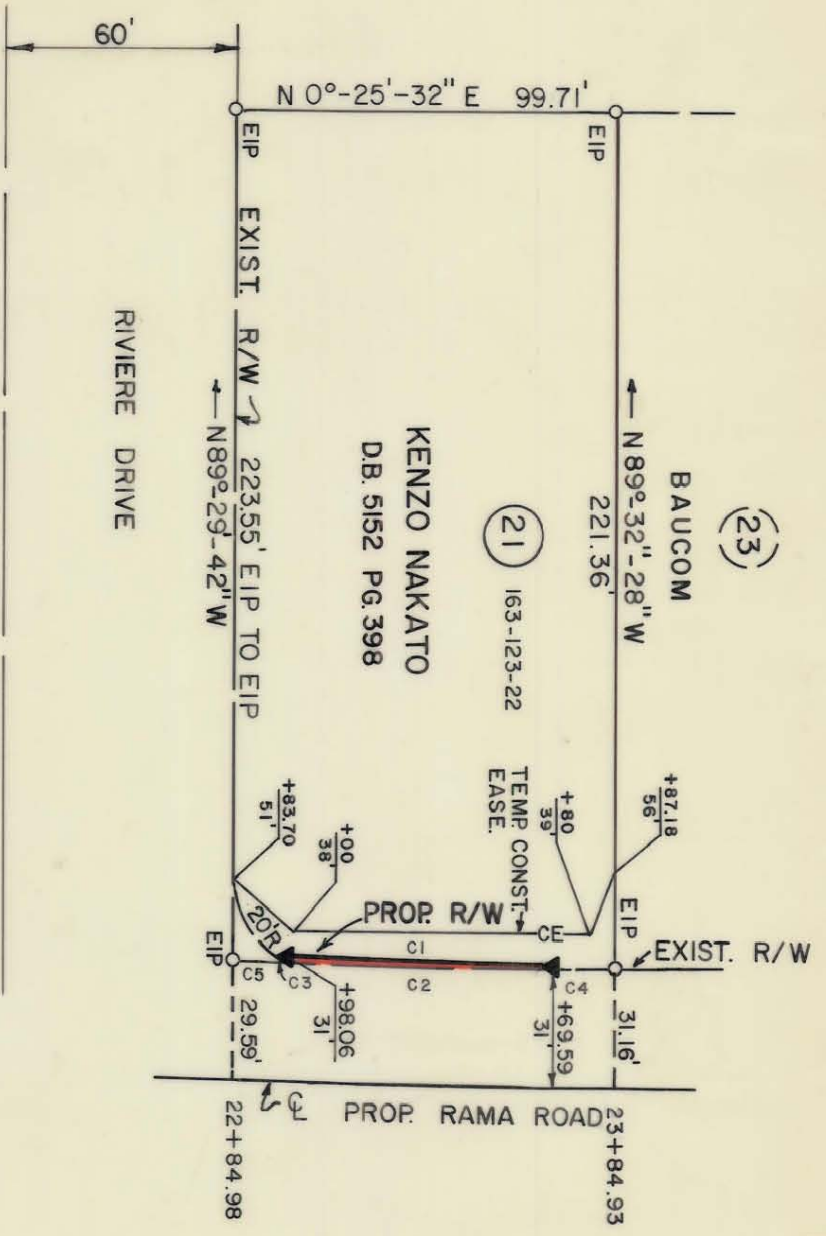 60'
N 0°-25'-32" E 99.71'
EIP
EIP
(23)
BAUCOM
N89°-32"-28" W
221.36'
21
163-123-22
KENZO NAKATO
D.B. 5152 PG. 398
EXIST. R/W
223.55' EIP TO EIP
N89°-29'-42" W
RIVIERE DRIVE
+87.18
56'
+80
39'
TEMP. CONST.
EASE.
+00
38'
+83.70
51'
20'R
PROP. R/W
C1
CE
EIP
EXIST. R/W
EIP
C5
C3
C2
C4
+98.06
31'
+69.59
31'
31.16'
29.59'
℄ PROP. RAMA ROAD
23+84.93
22+84.98